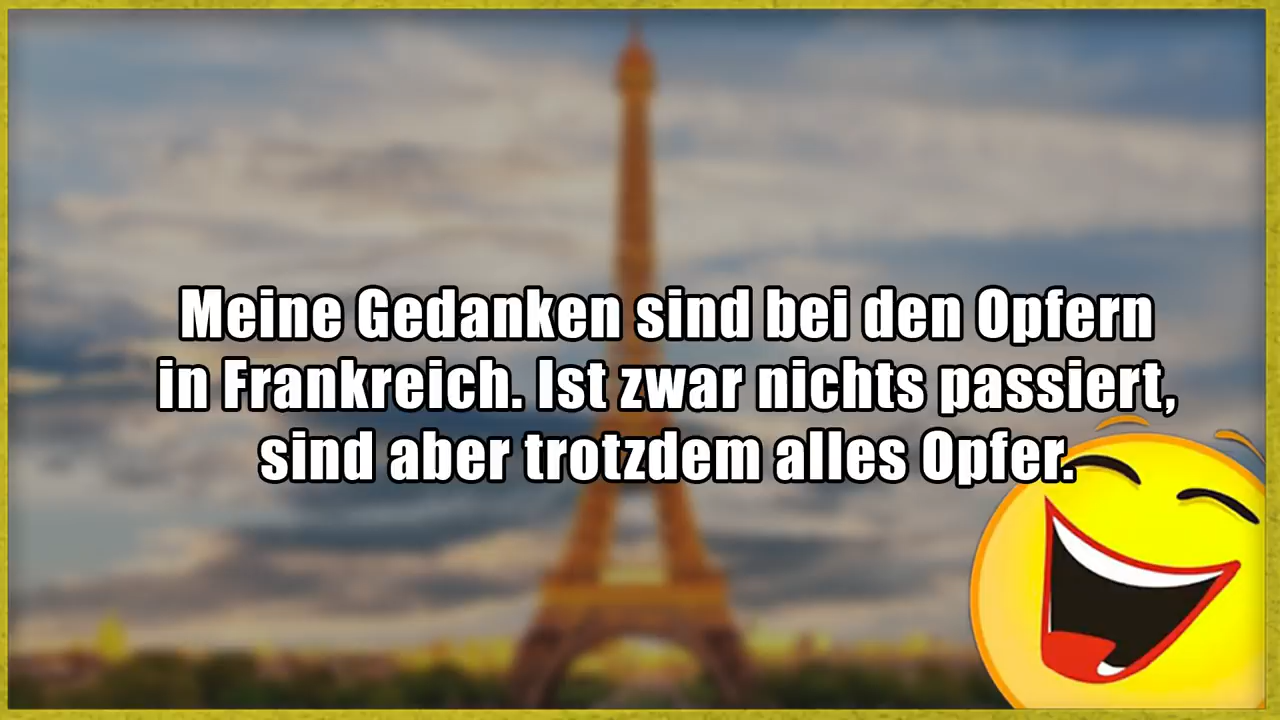 Meine Gedanken sind bei den Opfern
in Frankreich. Ist zwar nichts passiert,
sind aber trotzdem alles Opfer.